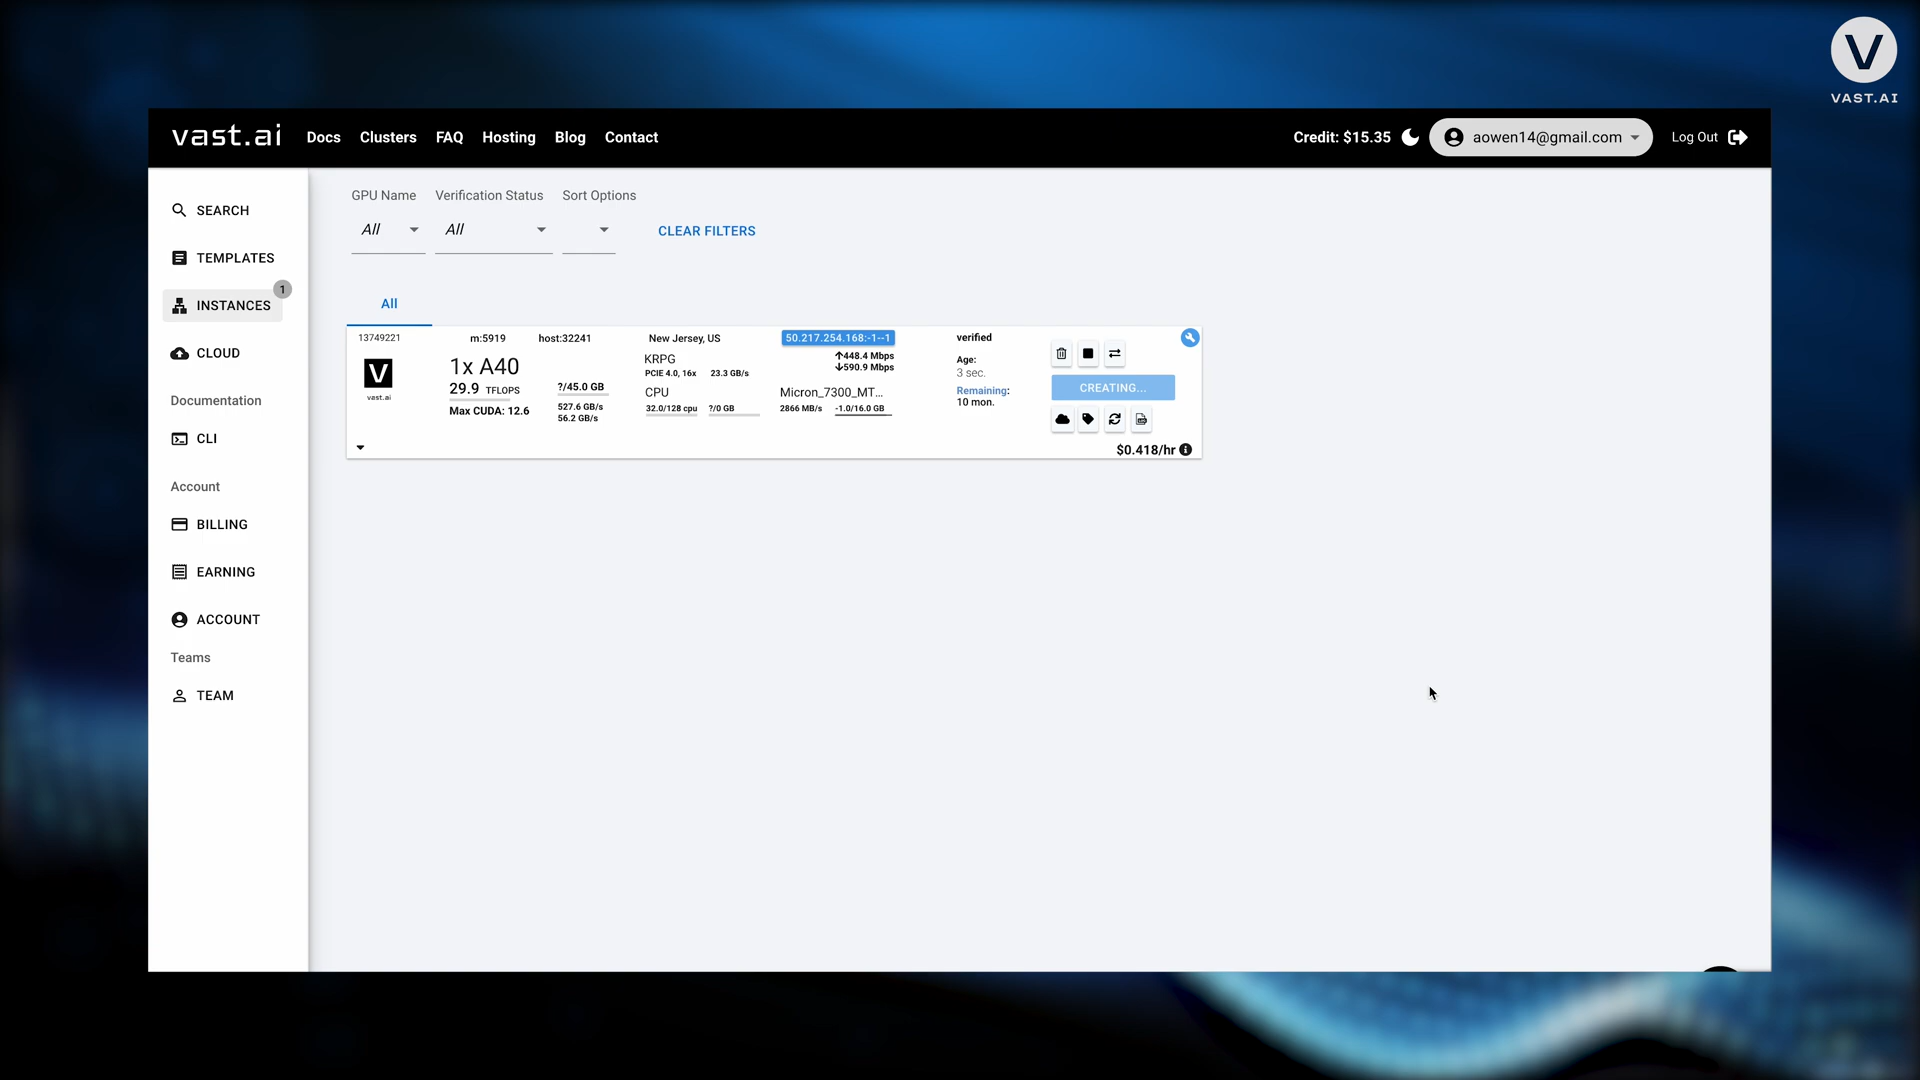 V
VAST.AI
vast.ai Docs Clusters FAQ Hosting Blog Contact Credit: $15.35 aowen14@gmail.com Log Out
SEARCH
TEMPLATES
INSTANCES 1
CLOUD
Documentation
CLI
Account
BILLING
EARNING
ACCOUNT
Teams
TEAM
GPU Name Verification Status Sort Options
All All CLEAR FILTERS
All
13749221 m:5919 host:32241 New Jersey, US 50.217.254.168:-1--1 verified
V
vast.ai
1x A40
29.9 TFLOPS
Max CUDA: 12.6
?/45.0 GB
527.6 GB/s
56.2 GB/s
KRPG
PCIE 4.0, 16x 23.3 GB/s
CPU
32.0/128 cpu ?/0 GB
448.4 Mbps
590.9 Mbps
Micron_7300_MT...
2866 MB/s -1.0/16.0 GB
Age:
3 sec.
Remaining:
10 mon.
CREATING...
$0.418/hr